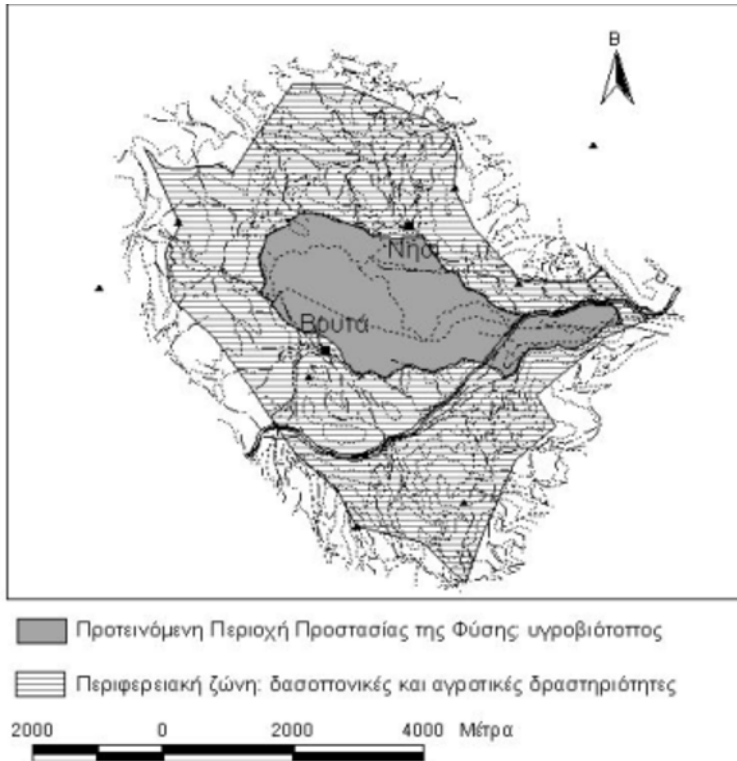 Β
Νησί
Βρυτά
Προτεινόμενη Περιοχή Προστασίας της Φύσης: υγροβιότοπος
Περιφερειακή ζώνη: δασοπονικές και αγροτικές δραστηριότητες
2000 0 2000 4000 Μέτρα